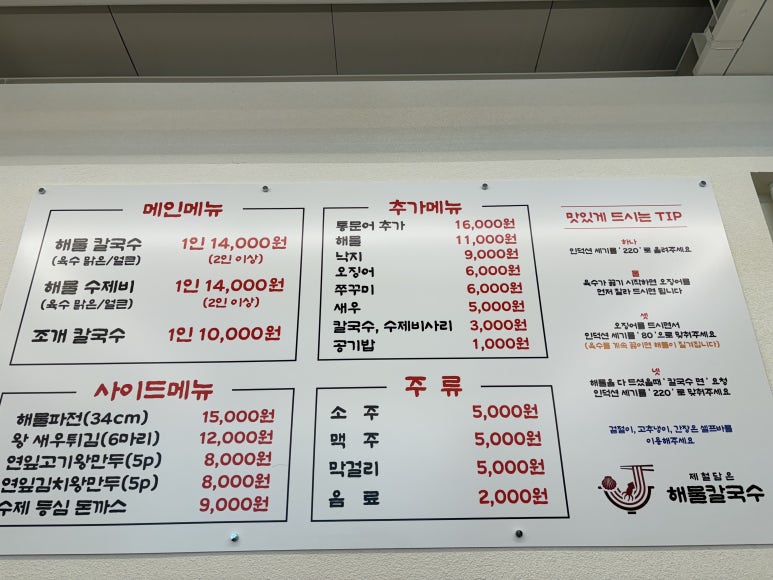 메인메뉴
해물 칼국수 1인 14,000원
(육수 맑은/얼큰) (2인 이상)
해물 수제비 1인 14,000원
(육수 맑은/얼큰) (2인 이상)
조개 칼국수 1인 10,000원
사이드메뉴
해물파전(34cm) 15,000원
왕 새우튀김(6마리) 12,000원
연잎고기왕만두(5p) 8,000원
연잎김치왕만두(5p) 8,000원
수제 등심 돈까스 9,000원
추가메뉴
통문어 추가 16,000원
해물 11,000원
낙지 9,000원
오징어 6,000원
쭈꾸미 6,000원
새우 5,000원
칼국수, 수제비사리 3,000원
공기밥 1,000원
주 류
소 주 5,000원
맥 주 5,000원
막걸리 5,000원
음 료 2,000원
맛있게 드시는 TIP
하나
인덕션 세기를 '220'로 올려주세요
둘
육수가 끓기 시작하면 오징어를
먼저 잘라 드시면 됩니다
셋
오징어를 드시면서
인덕션 세기를 '80'으로 맞춰주세요
(육수를 계속 끓이면 해물이 질겨집니다)
넷
해물을 다 드셨을때 '칼국수 면' 요청
인덕션 세기를 '220'로 맞춰주세요
겉절이, 고추냉이, 간장은 셀프바를
이용해주세요
제철담은
해물칼국수